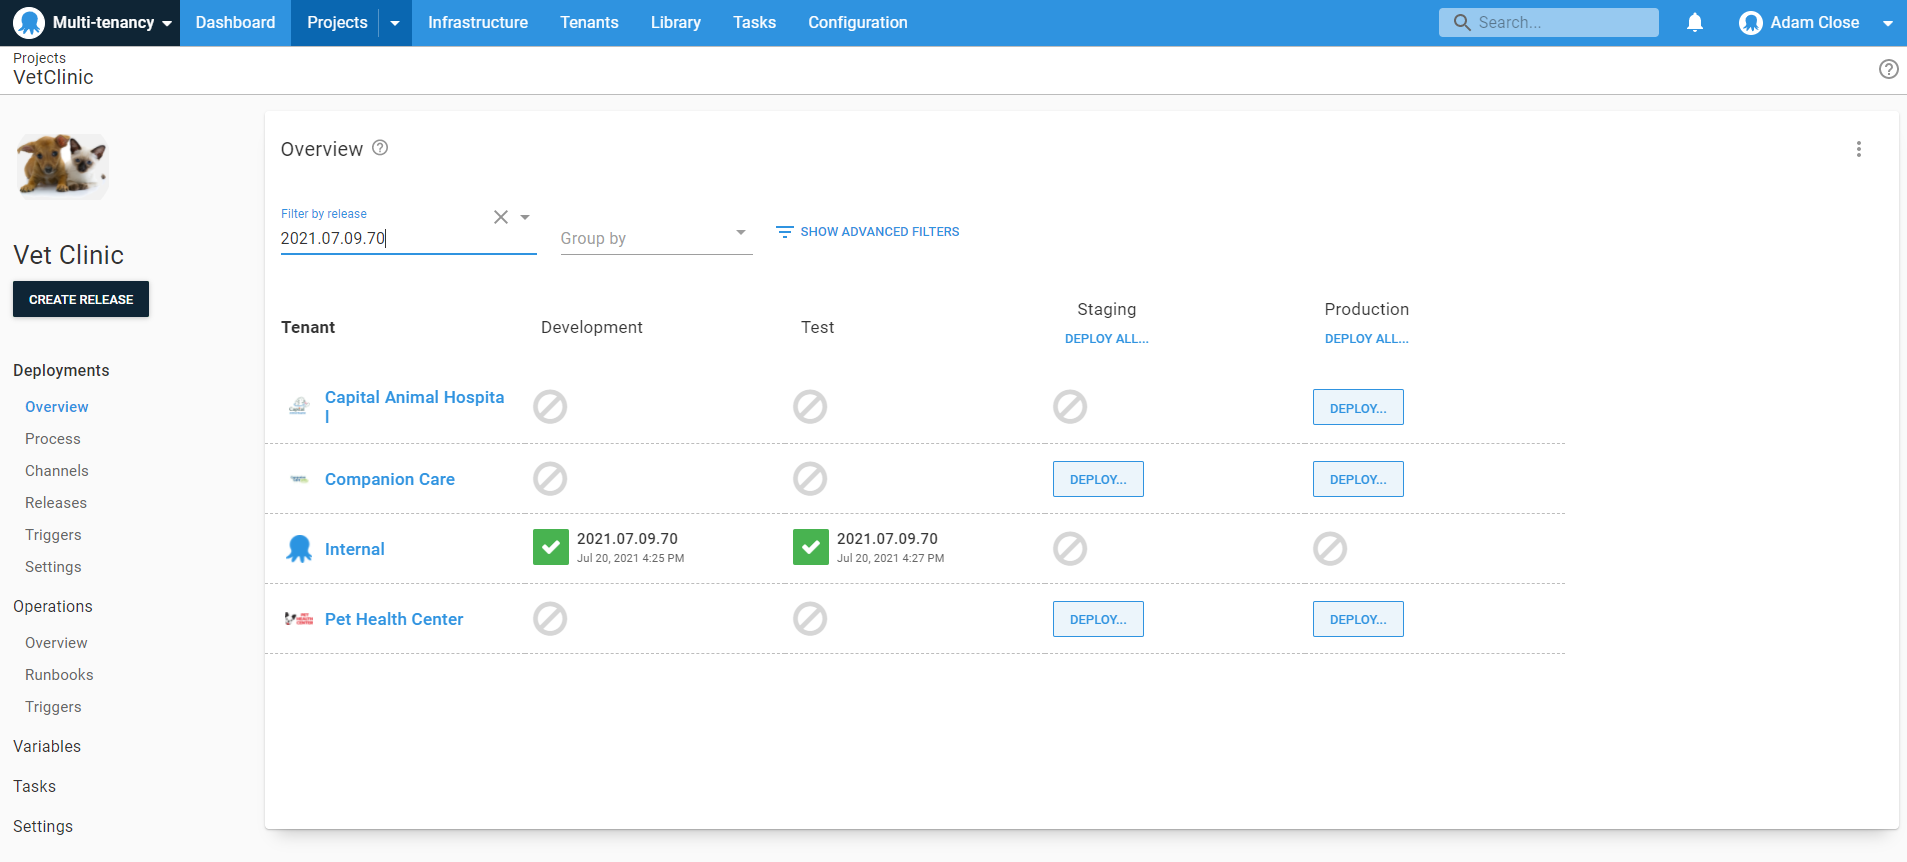 Multi-tenancy
Dashboard
Projects
Infrastructure
Tenants
Library
Tasks
Configuration
Search...
Adam Close
Projects
VetClinic
Vet Clinic
CREATE RELEASE
Deployments
Overview
Process
Channels
Releases
Triggers
Settings
Operations
Overview
Runbooks
Triggers
Variables
Tasks
Settings
Overview
Filter by release
2021.07.09.70
Group by
SHOW ADVANCED FILTERS
Tenant
Development
Test
Staging
DEPLOY ALL...
Production
DEPLOY ALL...
Capital Animal Hospita
l
DEPLOY...
Companion Care
DEPLOY...
DEPLOY...
Internal
2021.07.09.70
Jul 20, 2021 4:25 PM
2021.07.09.70
Jul 20, 2021 4:27 PM
PET
HEALTH
CENTER
Pet Health Center
DEPLOY...
DEPLOY...